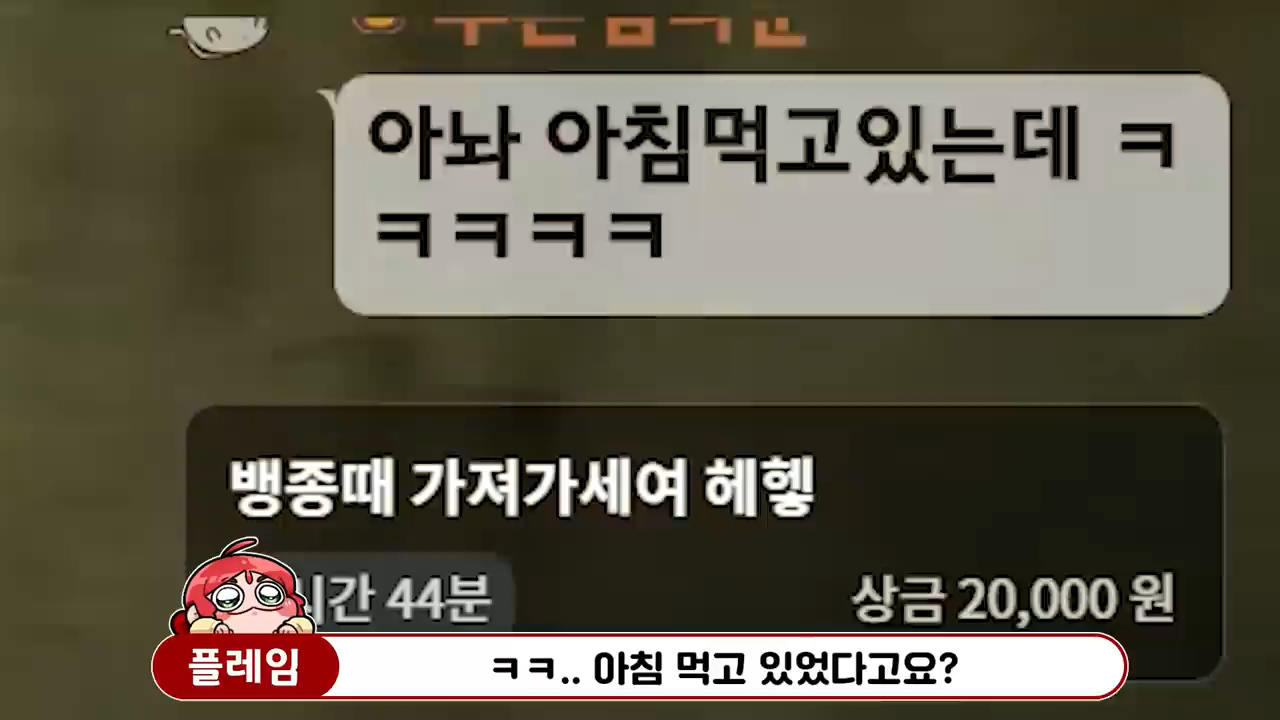 아놔 아침먹고있는데 ㅋ
ㅋㅋㅋㅋ
뱅종때 가져가세여 헤헿
시간 44분
상금 20,000 원
플레임
ㅋㅋ.. 아침 먹고 있었다고요?